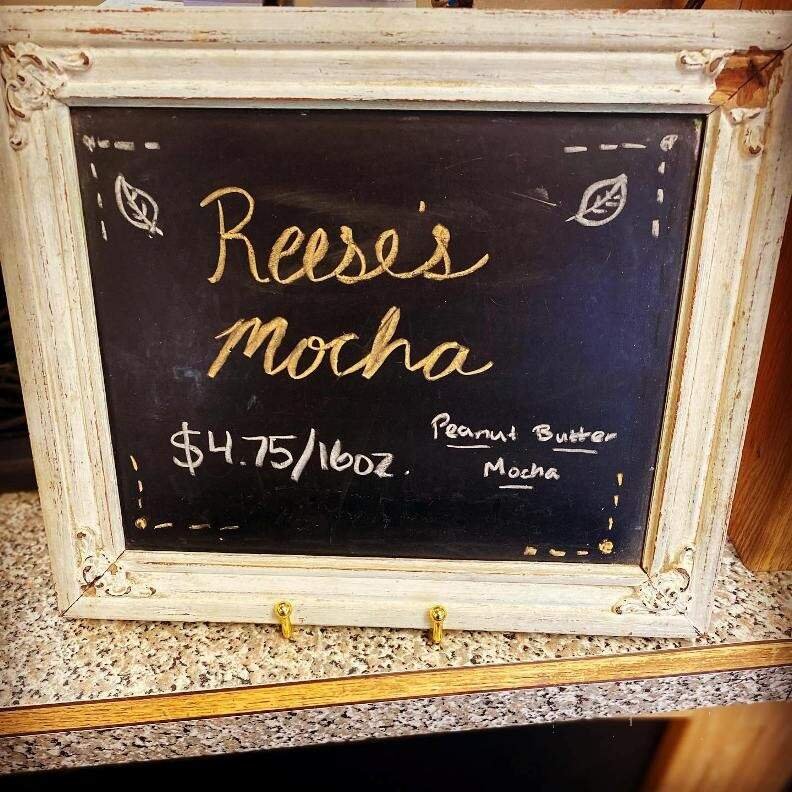 Reese's
Mocha
$4.75/16oz.
Peanut Butter
Mocha